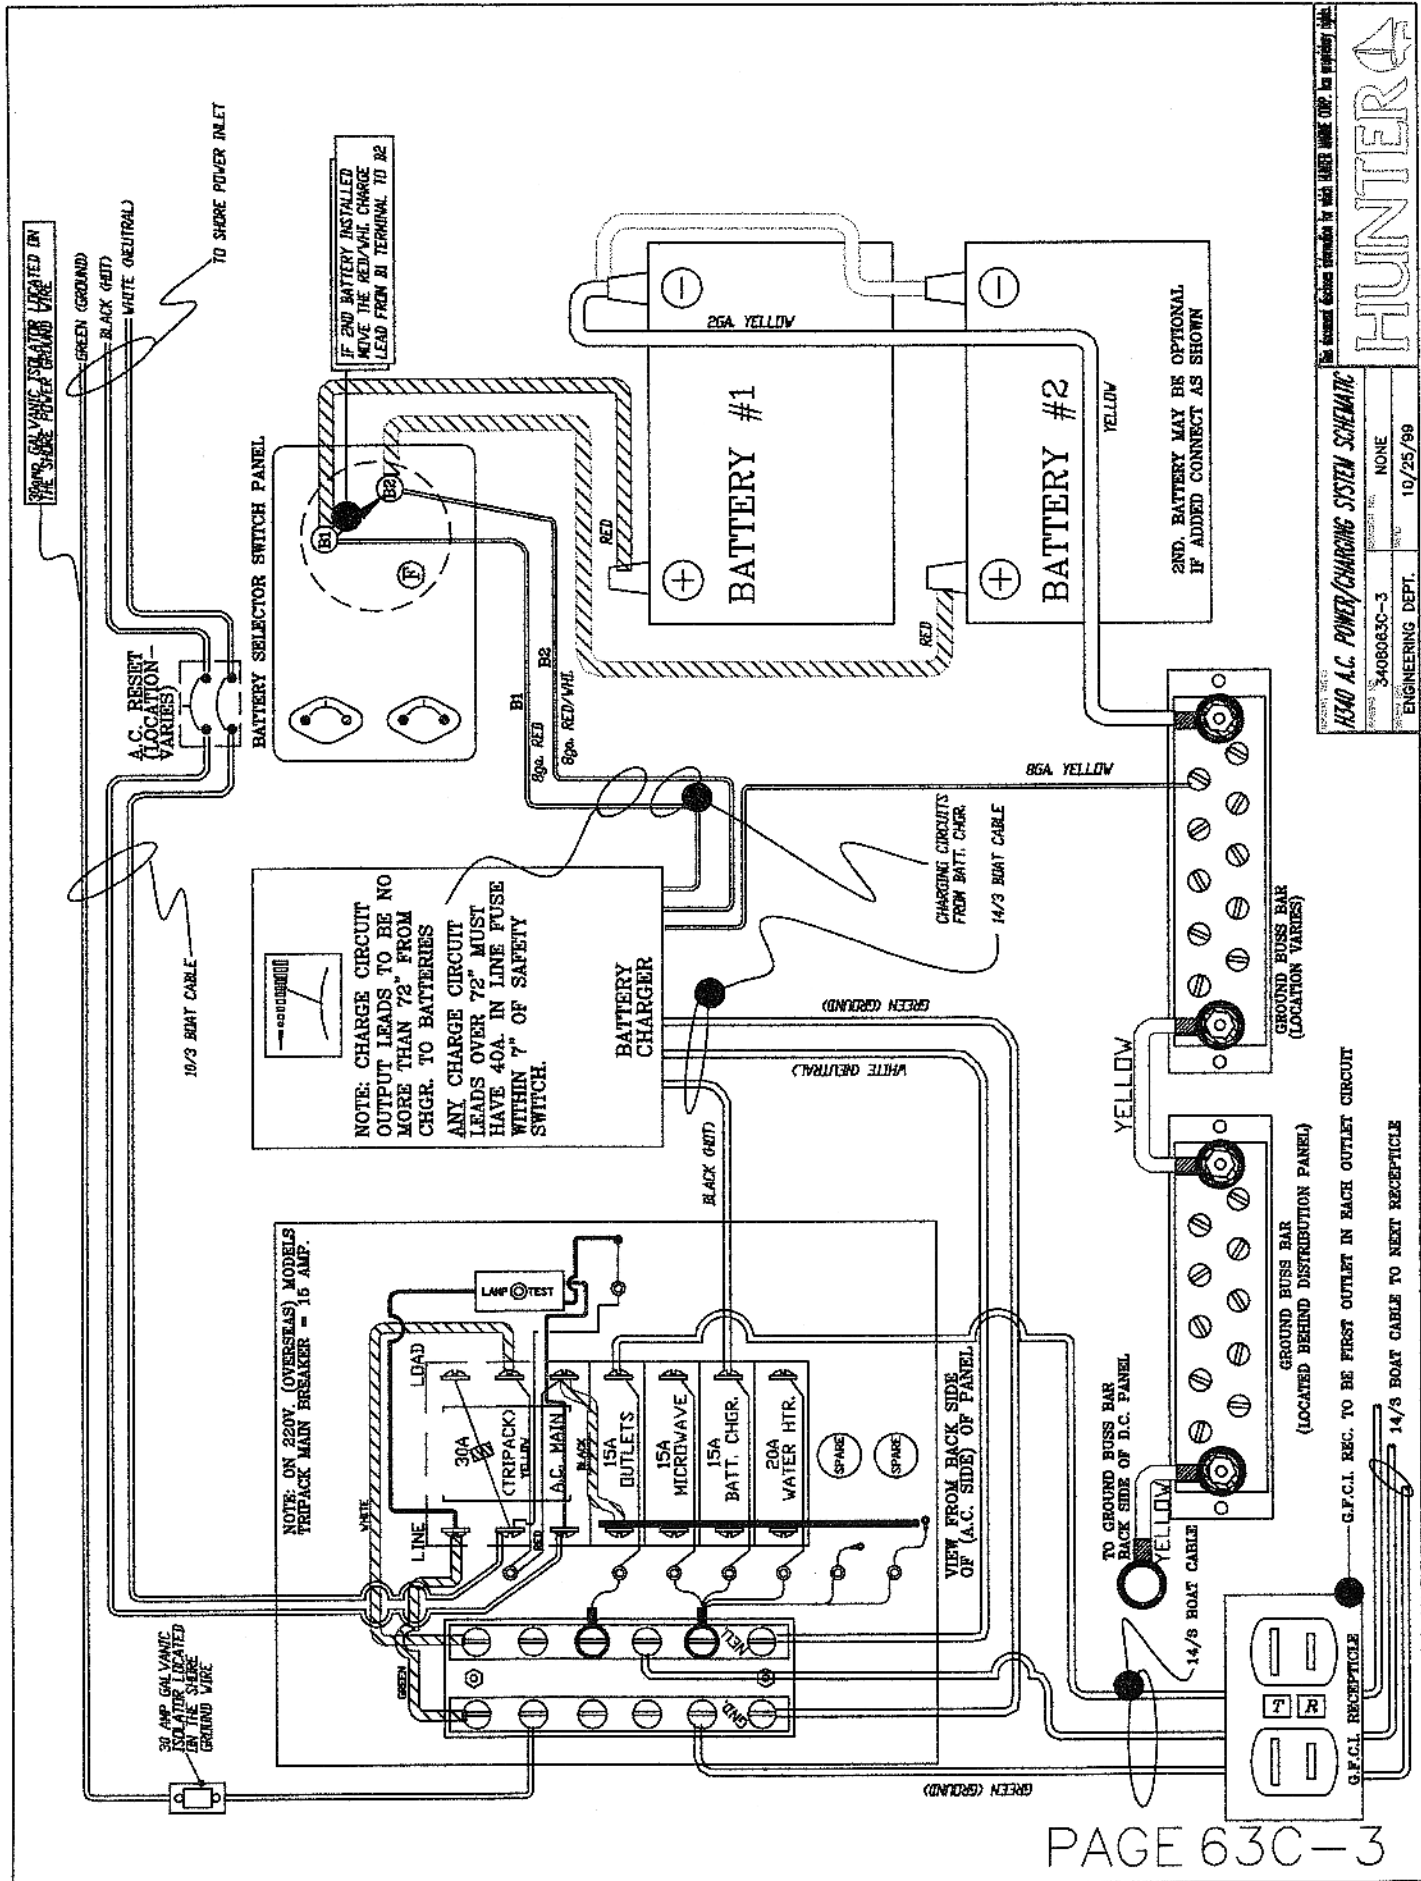 30AMP GALVANIC ISOLATOR LOCATED ON
THE SHORE POWER GROUND WIRE
GREEN (GROUND)
BLACK (HOT)
WHITE (NEUTRAL)
TO SHORE POWER INLET
A.C. RESET
(LOCATION-
VARIES)
10/3 BOAT CABLE
30 AMP GALVANIC
ISOLATOR LOCATED
ON THE SHORE
GROUND WIRE
BATTERY SELECTOR SWITCH PANEL
IF 2ND BATTERY INSTALLED
MOVE THE RED/WHI. CHARGE
LEAD FROM B1 TERMINAL TO B2
B1
B2
F
B1
8ga. RED
B2
8ga. RED/WHI.
RED
RED
BATTERY #1
+
−
2GA. YELLOW
BATTERY #2
+
−
2ND. BATTERY MAY BE OPTIONAL
IF ADDED CONNECT AS SHOWN
YELLOW
NOTE: CHARGE CIRCUIT
OUTPUT LEADS TO BE NO
MORE THAN 72" FROM
CHGR. TO BATTERIES
ANY CHARGE CIRCUIT
LEADS OVER 72" MUST
HAVE 40A. IN LINE FUSE
WITHIN 7" OF SAFETY
SWITCH.
BATTERY
CHARGER
CHARGING CIRCUITS
FROM BATT. CHGR.
14/3 BOAT CABLE
8GA. YELLOW
BLACK (HOT)
WHITE (NEUTRAL)
GREEN (GROUND)
NOTE: ON 220V. (OVERSEAS) MODELS
TRIPACK MAIN BREAKER = 15 AMP.
WHITE
LINE
LOAD
LAMP TEST
30A
(TRIPACK)
YELLOW
RED
A.C. MAIN
BLACK
15A
OUTLETS
15A
MICROWAVE
15A
BATT. CHGR.
20A
WATER HTR.
SPARE
SPARE
GREEN
NEU.
GND.
VIEW FROM BACK SIDE
OF (A.C. SIDE) OF PANEL
GREEN (GROUND)
GROUND BUSS BAR
(LOCATION VARIES)
YELLOW
GROUND BUSS BAR
(LOCATED BEHIND DISTRIBUTION PANEL)
TO GROUND BUSS BAR
BACK SIDE OF D.C. PANEL
YELLOW
14/3 BOAT CABLE
T R
G.F.C.I. RECEPTICLE
G.F.C.I. REC. TO BE FIRST OUTLET IN EACH OUTLET CIRCUIT
14/3 BOAT CABLE TO NEXT RECEPTICLE
H340 A.C. POWER/CHARGING SYSTEM SCHEMATIC
340B063C-3
NONE
ENGINEERING DEPT.
10/25/99
HUNTER
PAGE 63C-3